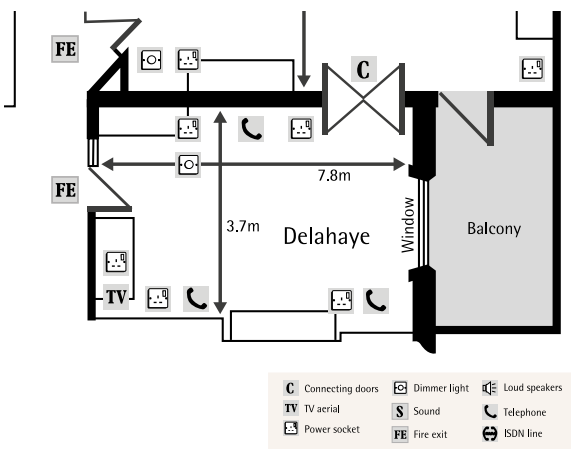 FE
C
7.8m
FE
3.7m
Delahaye
Window
Balcony
TV
C Connecting doors
Dimmer light
Loud speakers
TV TV aerial
S Sound
Telephone
Power socket
FE Fire exit
ISDN line